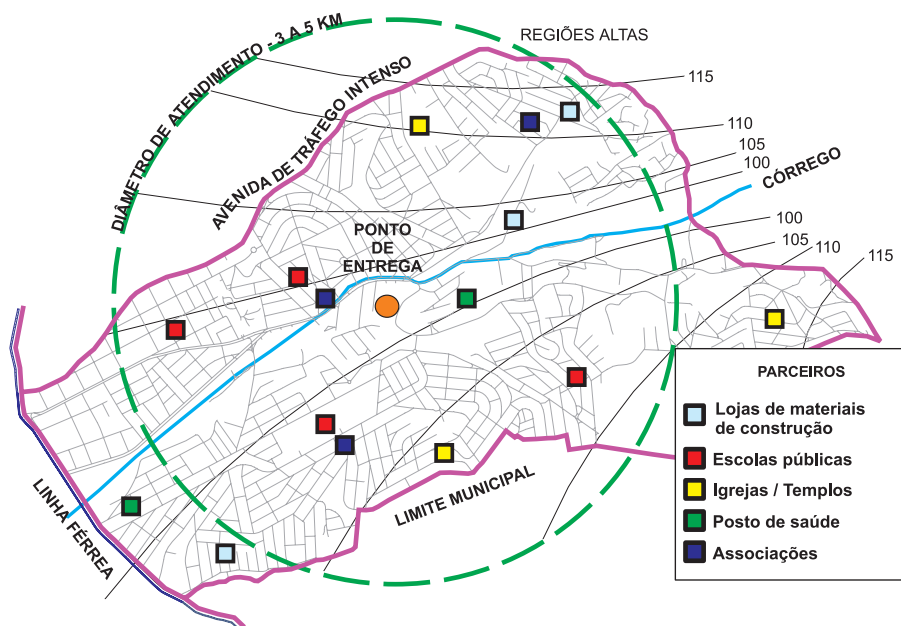 REGIÕES ALTAS
DIÂMETRO DE ATENDIMENTO - 3 A 5 KM
AVENIDA DE TRÁFEGO INTENSO
115
110
105
100
CÓRREGO
PONTO
DE
ENTREGA
100
105
110
115
LINHA FÉRREA
LIMITE MUNICIPAL
PARCEIROS
Lojas de materiais
de construção
Escolas públicas
Igrejas / Templos
Posto de saúde
Associações